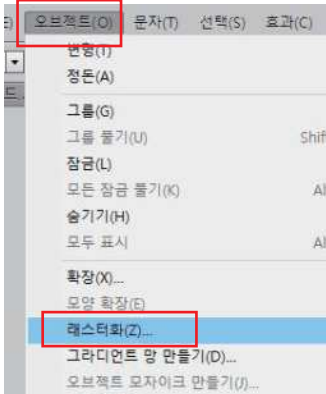 오브젝트(O) 문자(T) 선택(S) 효과(C)
변형(T)
정돈(A)
그룹(G)
그룹 풀기(U) Shif
잠금(L)
모든 잠금 풀기(K) Al
숨기기(H)
모두 표시 Al
확장(X)...
모양 확장(E)
래스터화(Z)...
그라디언트 망 만들기(D)...
오브젝트 모자이크 만들기(J)...